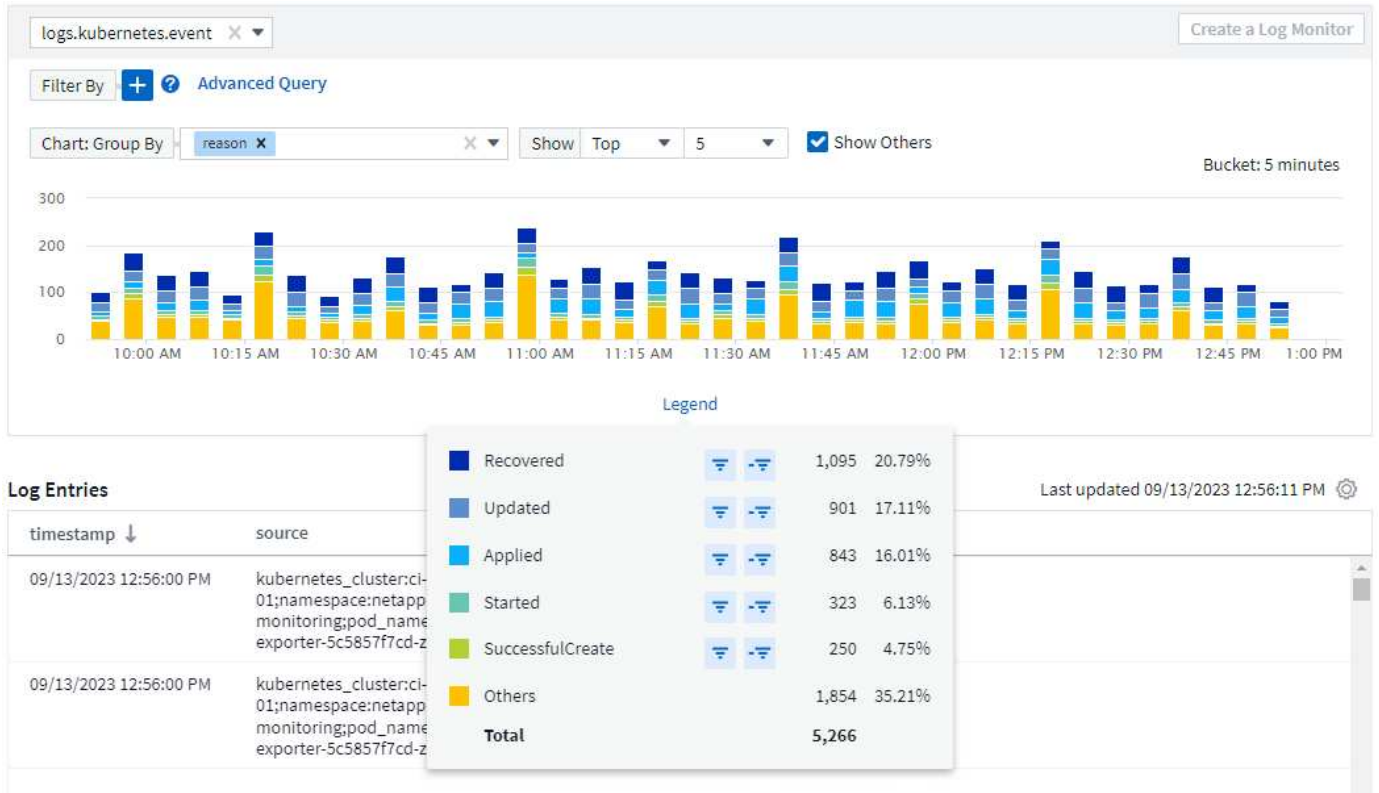 logs.kubernetes.event
Create a Log Monitor
Filter By + ? Advanced Query
Chart: Group By reason Show Top 5 Show Others
Bucket: 5 minutes
300
200
100
0
10:00 AM 10:15 AM 10:30 AM 10:45 AM 11:00 AM 11:15 AM 11:30 AM 11:45 AM 12:00 PM 12:15 PM 12:30 PM 12:45 PM 1:00 PM
Legend
Recovered 1,095 20.79%
Updated 901 17.11%
Applied 843 16.01%
Started 323 6.13%
SuccessfulCreate 250 4.75%
Others 1,854 35.21%
Total 5,266
Log Entries
Last updated 09/13/2023 12:56:11 PM
timestamp ↓ source
09/13/2023 12:56:00 PM kubernetes_cluster:ci-
01;namespace:netapp
monitoring;pod_name
exporter-5c5857f7cd-z
09/13/2023 12:56:00 PM kubernetes_cluster:ci-
01;namespace:netapp
monitoring;pod_name
exporter-5c5857f7cd-z